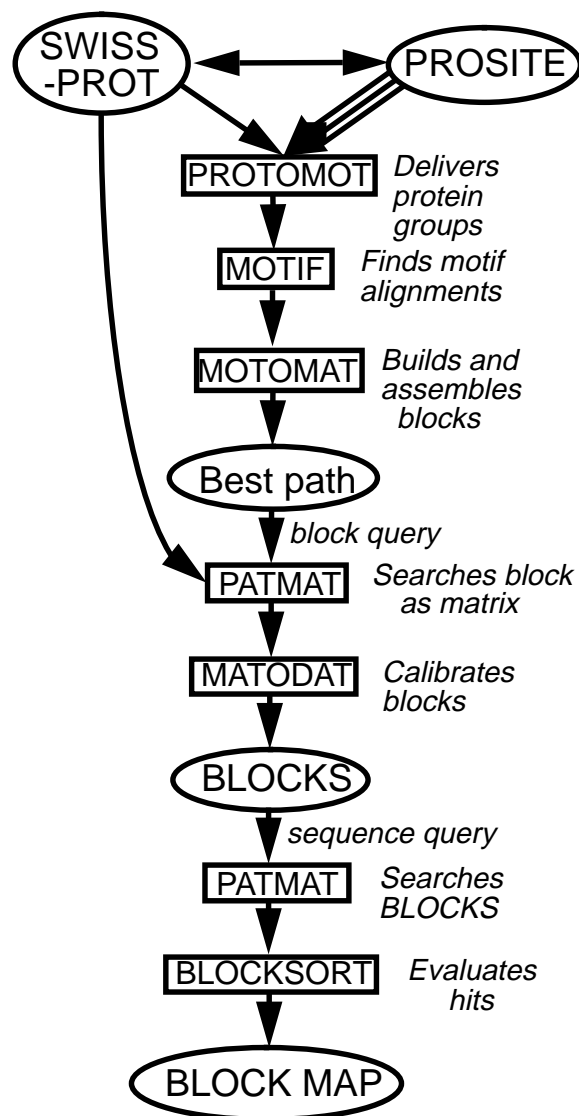 SWISS
-PROT
PROSITE
PROTOMOT
Delivers
protein
groups
MOTIF
Finds motif
alignments
MOTOMAT
Builds and
assembles
blocks
Best path
block query
PATMAT
Searches block
as matrix
MATODAT
Calibrates
blocks
BLOCKS
sequence query
PATMAT
Searches
BLOCKS
BLOCKSORT
Evaluates
hits
BLOCK MAP